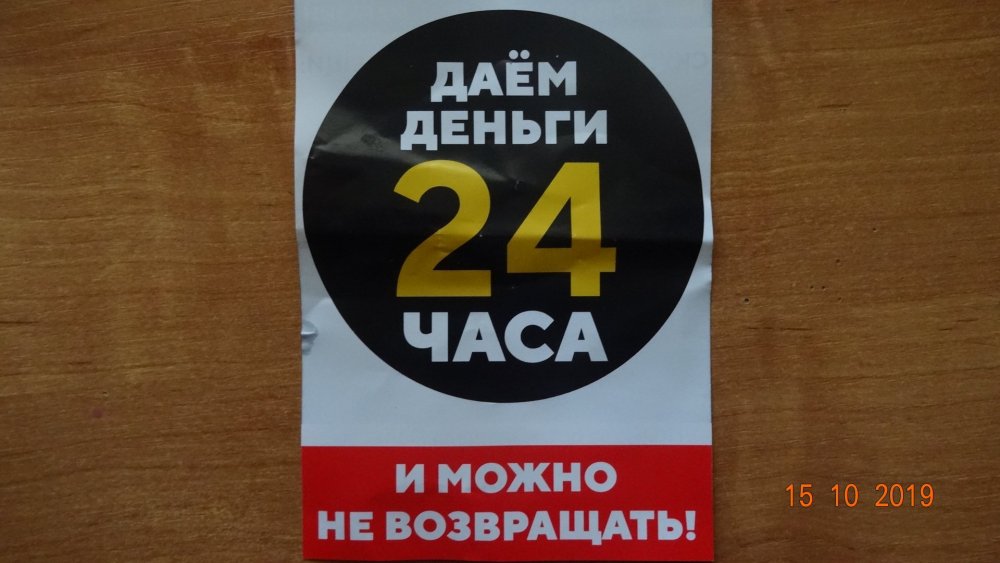 ДАЁМ
ДЕНЬГИ
24
ЧАСА
И МОЖНО
НЕ ВОЗВРАЩАТЬ!
15 10 2019